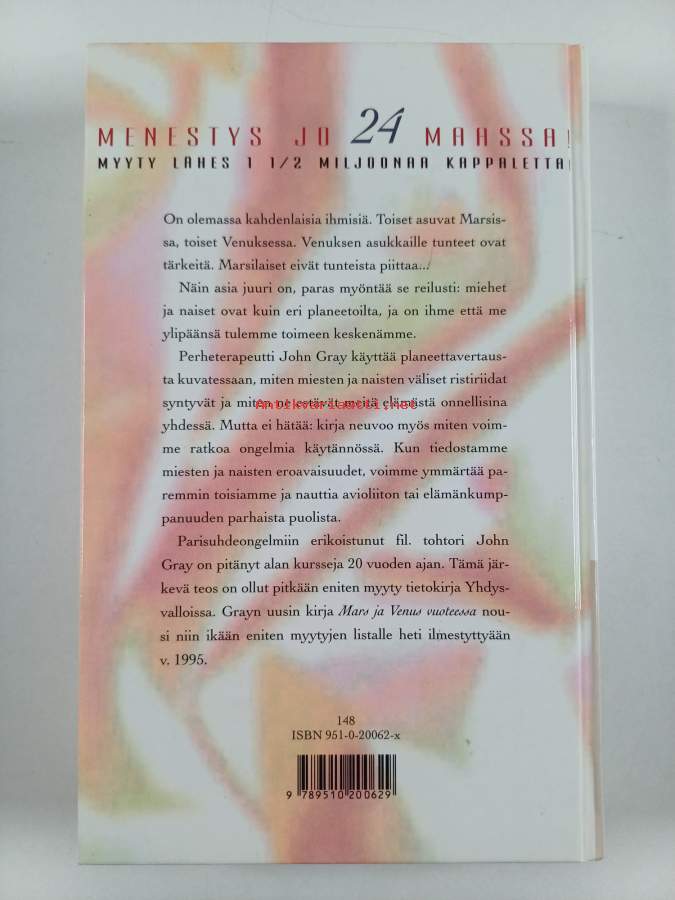 MENESTYS JO 24 MAASSA!
MYYTY LÄHES 1 1/2 MILJOONAA KAPPALETTA!
On olemassa kahdenlaisia ihmisiä. Toiset asuvat Marsis-
sa, toiset Venuksessa. Venuksen asukkaille tunteet ovat
tärkeitä. Marsilaiset eivät tunteista piittaa...
Näin asia juuri on, paras myöntää se reilusti: miehet
ja naiset ovat kuin eri planeetoilta, ja on ihme että me
ylipäänsä tulemme toimeen keskenämme.
Perheterapeutti John Gray käyttää planeettavertaus-
ta kuvatessaan, miten miesten ja naisten väliset ristiriidat
syntyvät ja miten ne estävät meitä elämästä onnellisina
Antikvariaatti.net
yhdessä. Mutta ei hätää: kirja neuvoo myös miten voim-
me ratkoa ongelmia käytännössä. Kun tiedostamme
miesten ja naisten eroavaisuudet, voimme ymmärtää pa-
remmin toisiamme ja nauttia avioliiton tai elämänkump-
panuuden parhaista puolista.
Parisuhdeongelmiin erikoistunut fil. tohtori John
Gray on pitänyt alan kursseja 20 vuoden ajan. Tämä jär-
kevä teos on ollut pitkään eniten myyty tietokirja Yhdys-
valloissa. Grayn uusin kirja Mars ja Venus vuoteessa nou-
si niin ikään eniten myytyjen listalle heti ilmestyttyään
v. 1995.
148
ISBN 951-0-20062-x
9 789510 200629